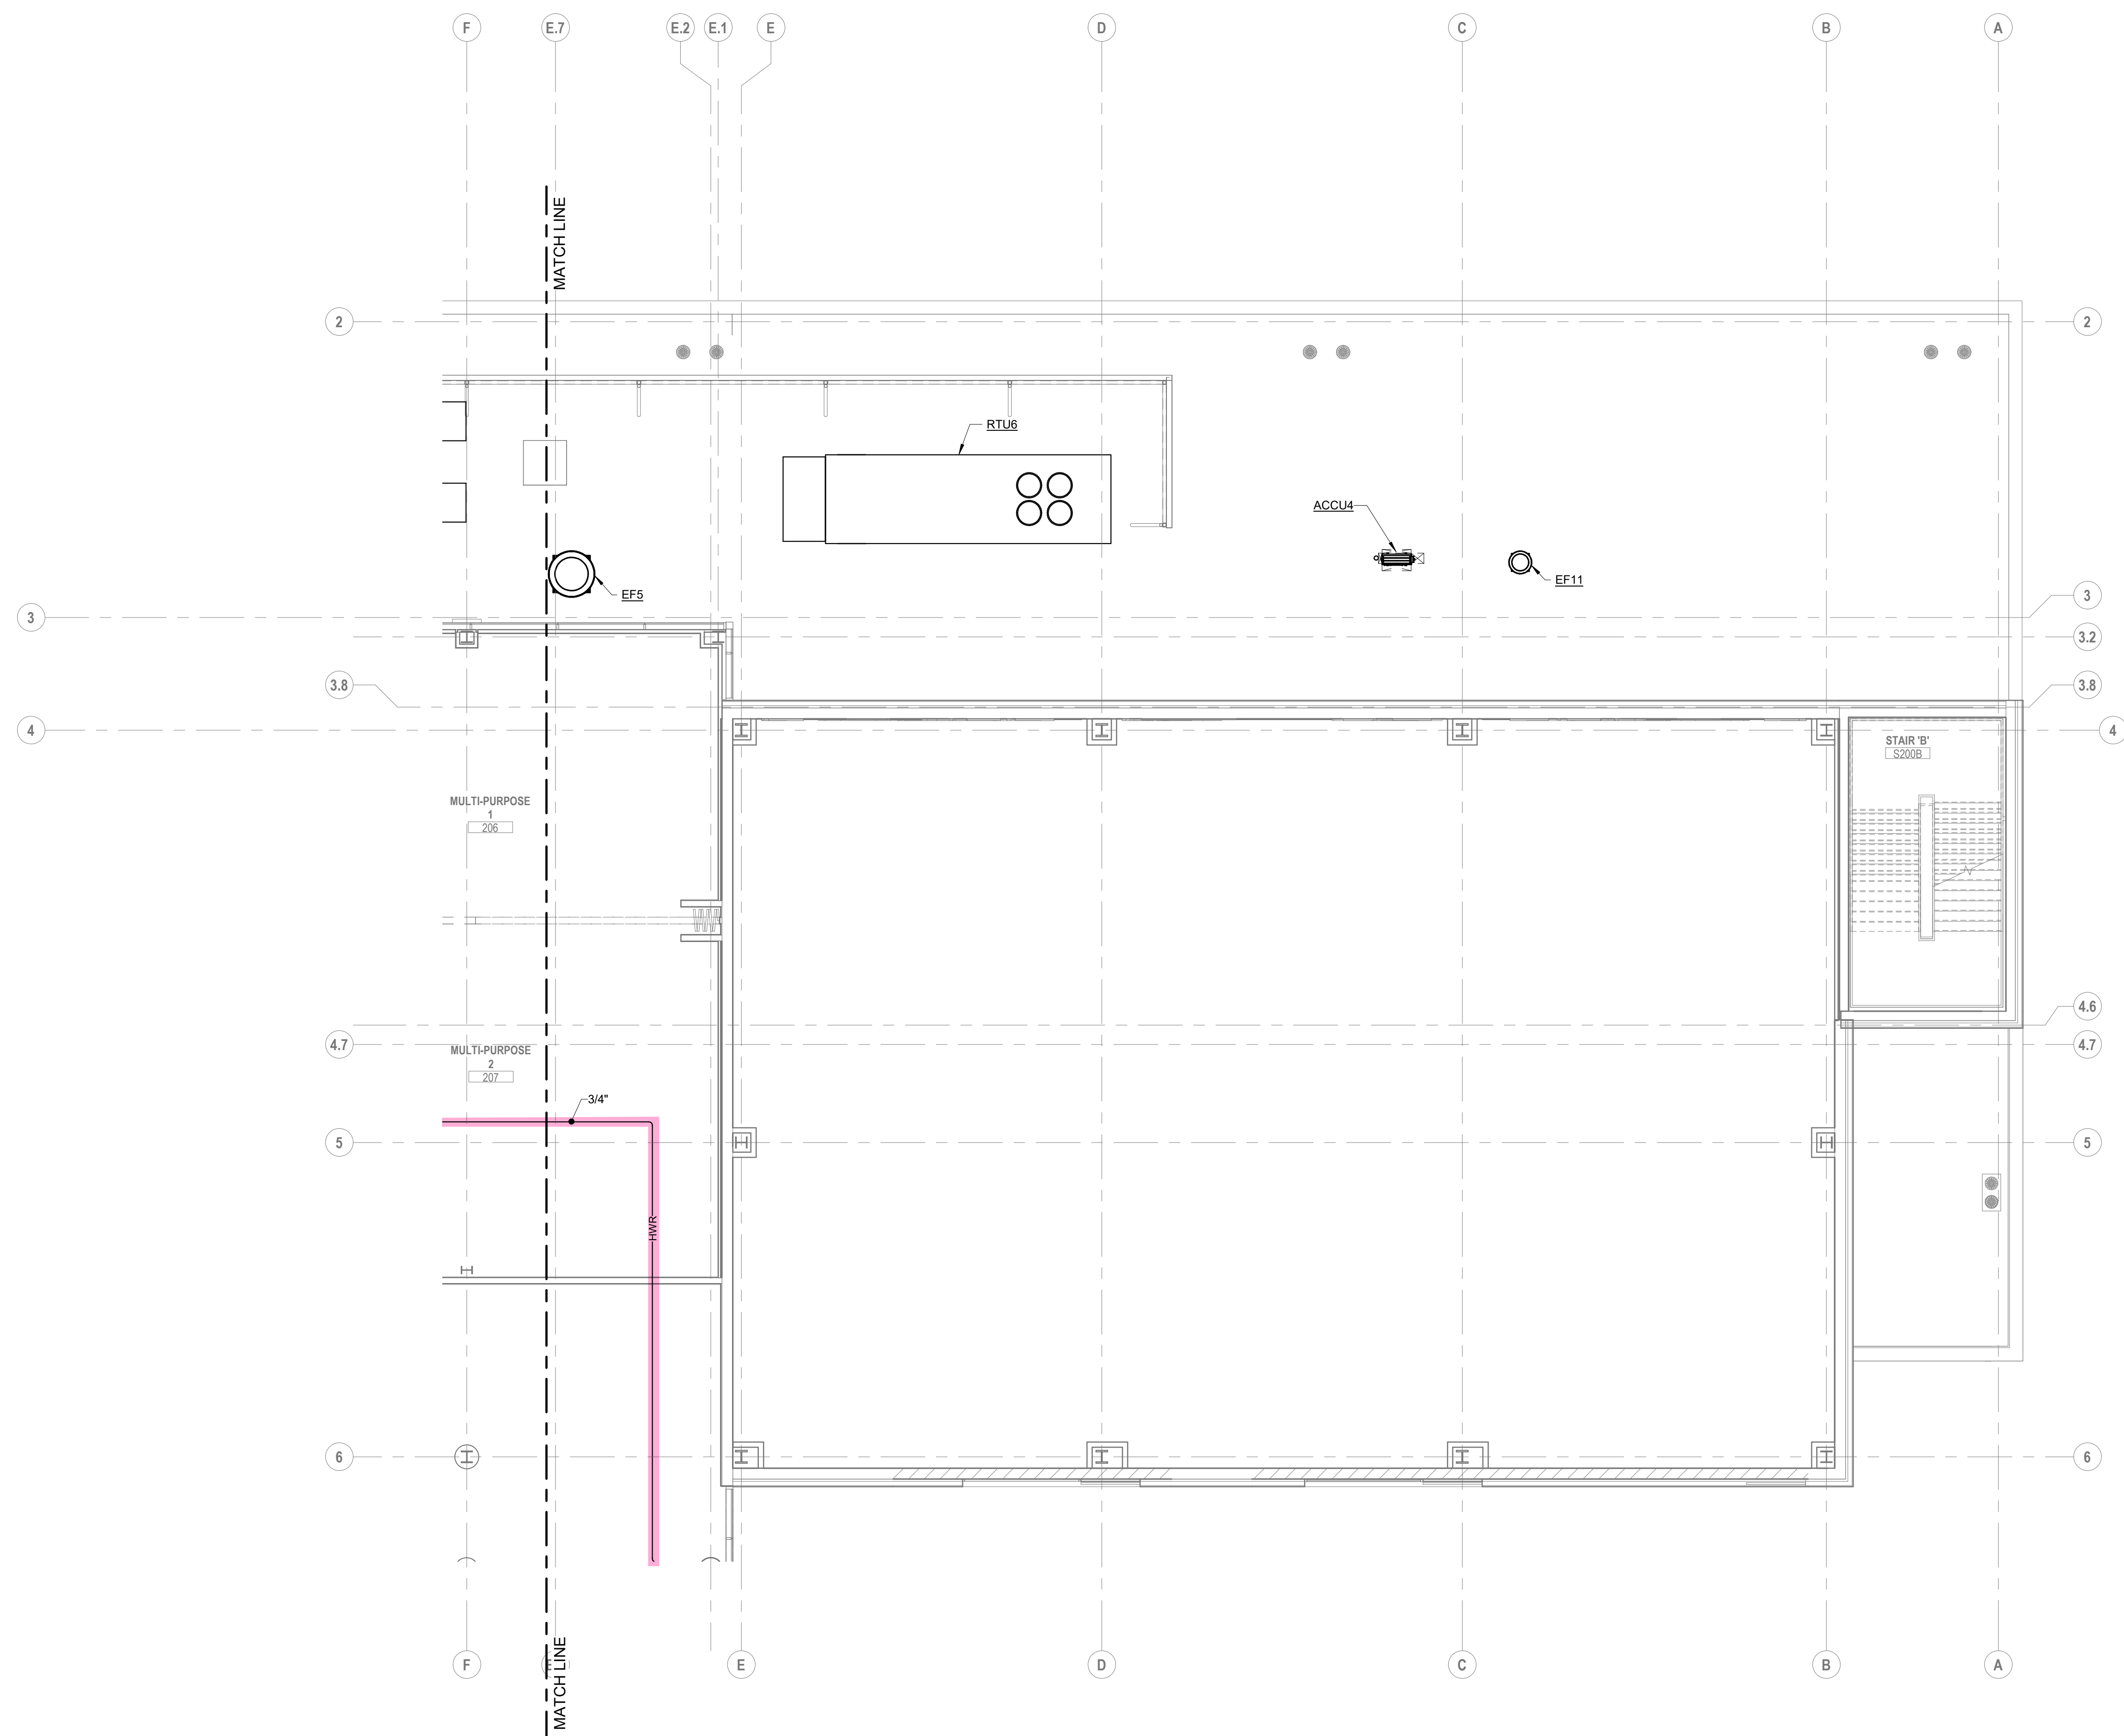 F
E.7
E.2
E.1
E
D
C
B
A
MATCH LINE
2
2
RTU6
ACCU4
EF11
EF5
3
3
3.2
3.8
3.8
4
4
STAIR 'B'
S200B
MULTI-PURPOSE
1
206
4.6
4.7
4.7
MULTI-PURPOSE
2
207
3/4"
5
5
HWR
6
6
MATCH LINE
F
E
D
C
B
A